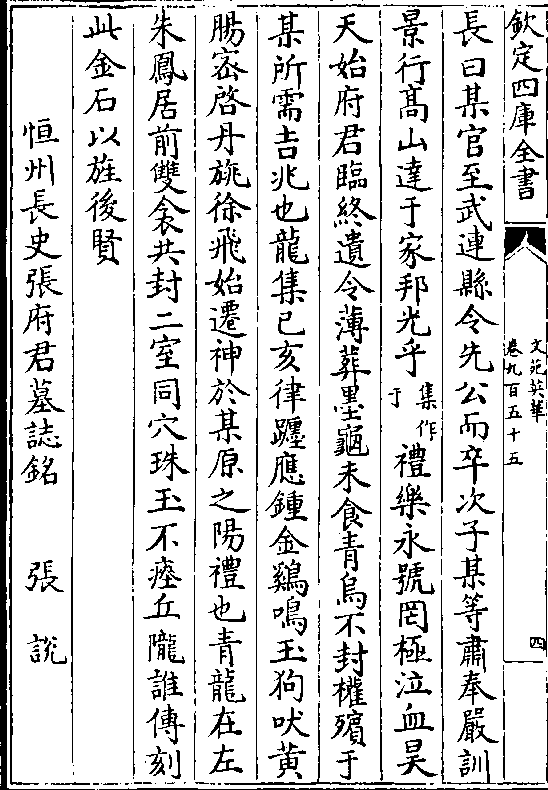 欽定四庫全書
文苑英華
卷九百五十五
四
長曰某官至武連縣令先公而卒次子某等肅奉嚴訓
景行髙山達于家邦光乎集作于禮樂永號罔極泣血昊
天始府君臨終遺令薄葬墨龜未食青烏不封權殯于
某所需吉兆也龍集已亥律躔應鍾金鷄鳴玉狗吠黄
腸宻啓丹旐徐飛始遷神於某原之陽禮也青龍在左
朱鳳居前雙衾共封二室同穴珠玉不瘞丘隴誰傳刻
此金石以旌後賢
恒州長史張府君墓誌銘 張説